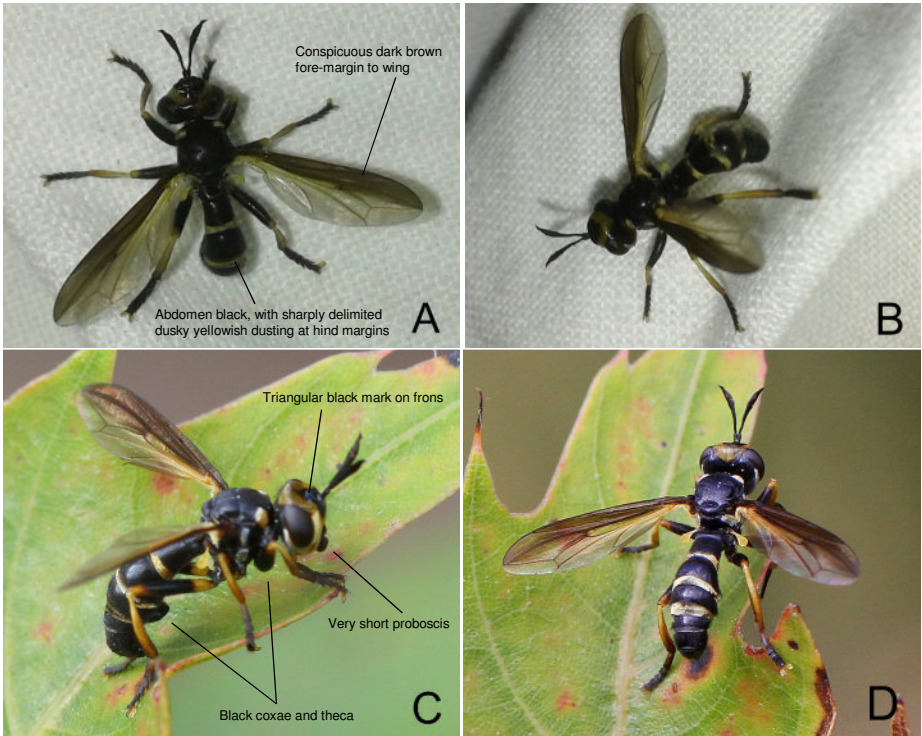 Conspicuous dark brown
fore-margin to wing
Abdomen black, with sharply delimited
dusky yellowish dusting at hind margins
A
B
Triangular black mark on frons
Very short proboscis
Black coxae and theca
C
D